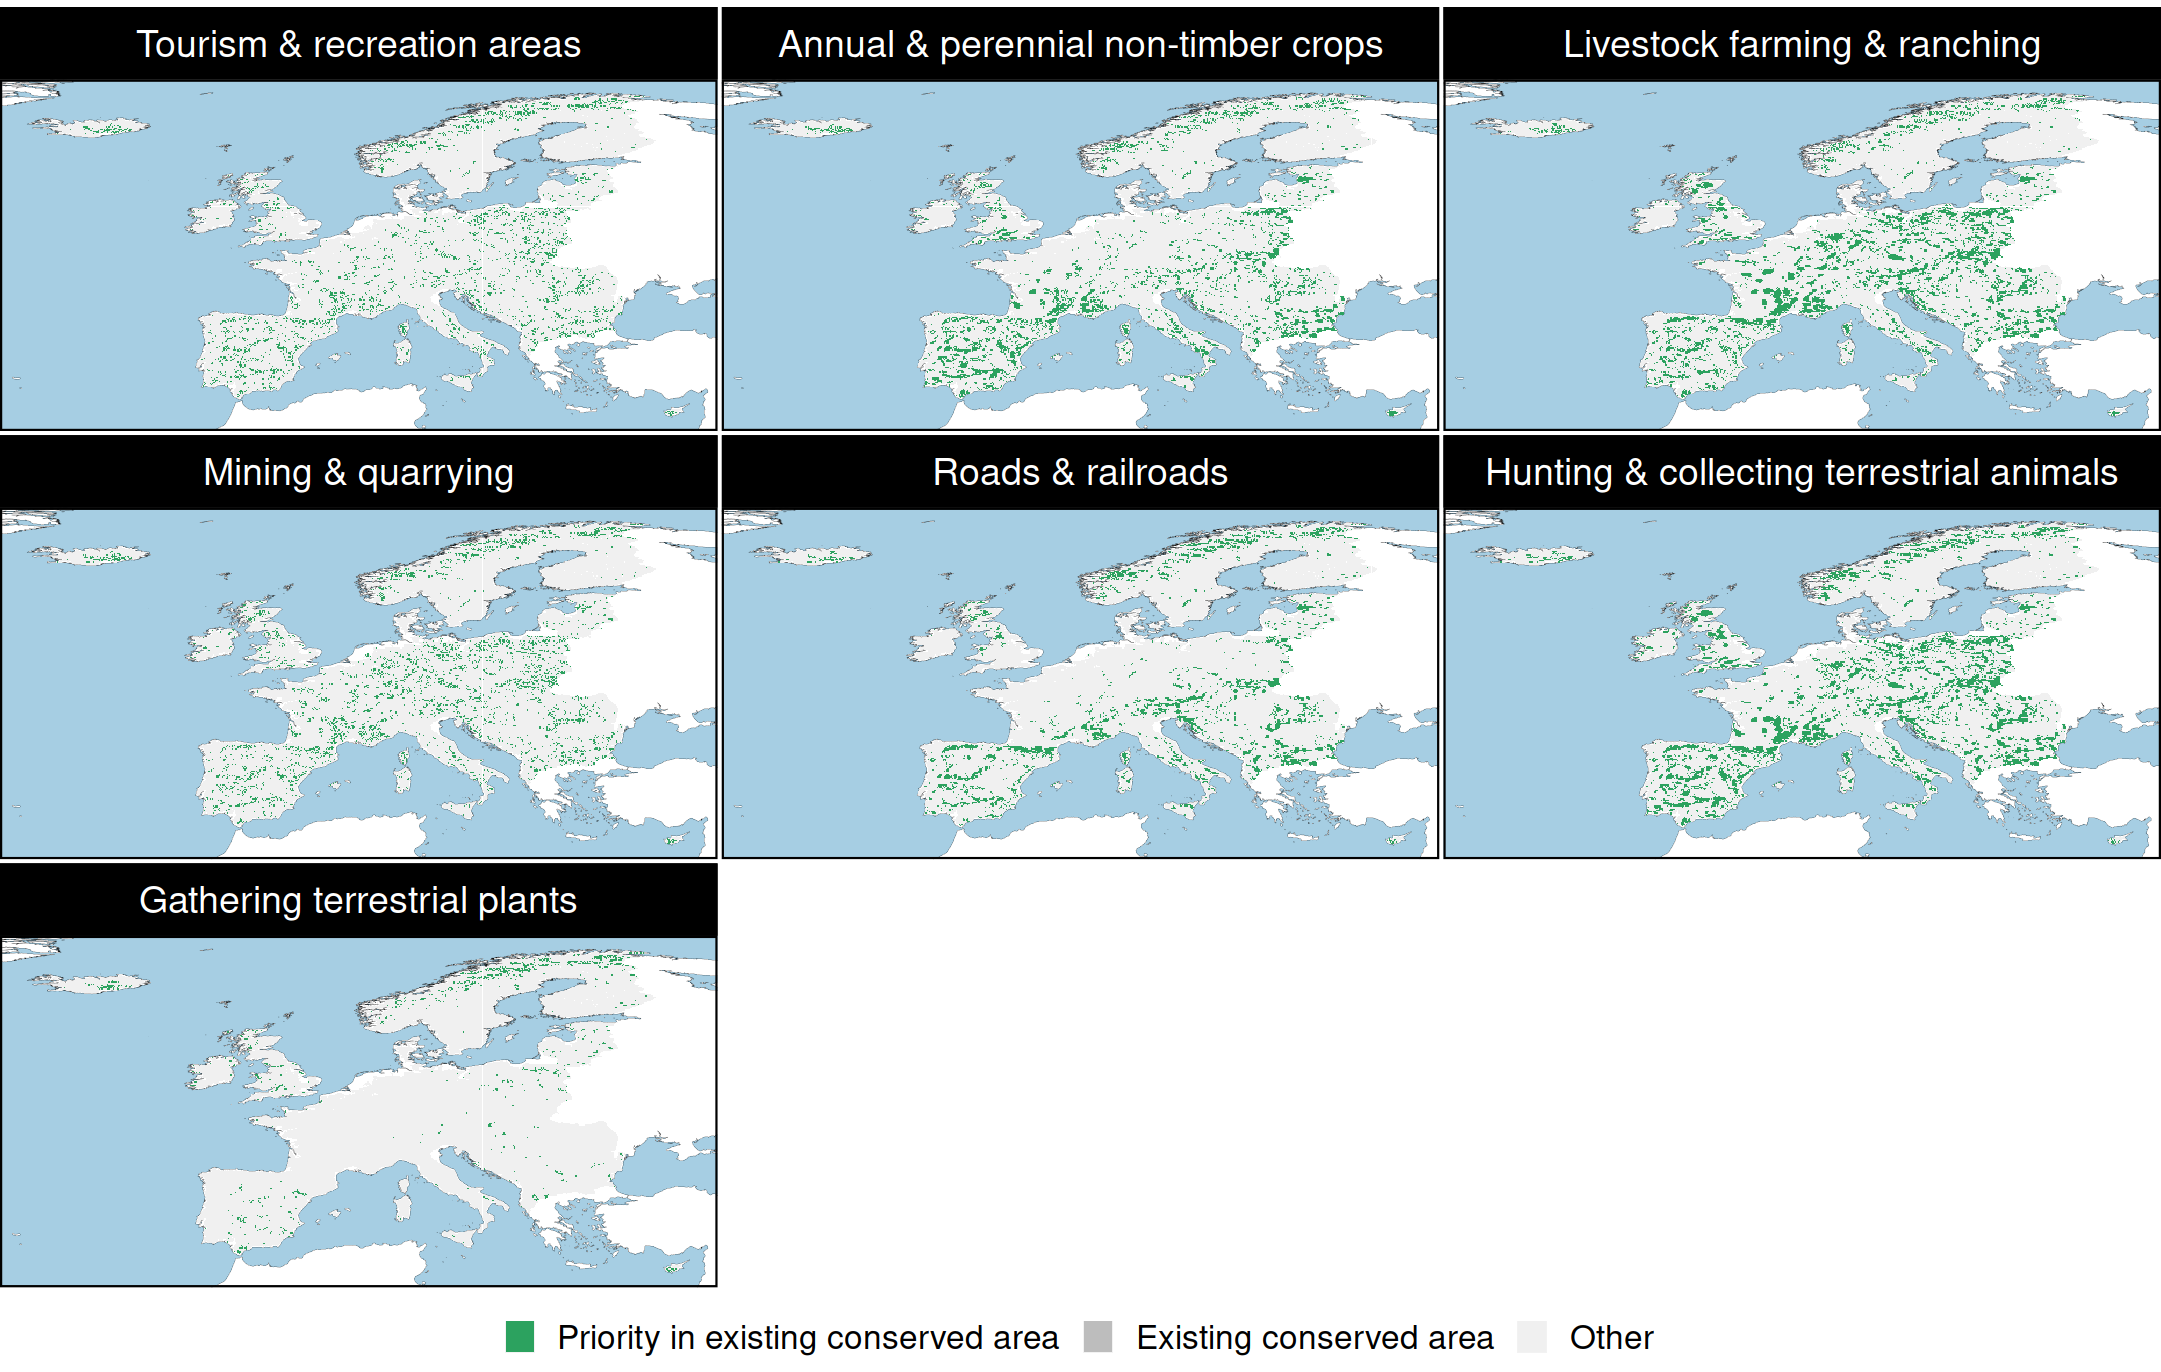 Tourism & recreation areas
Annual & perennial non-timber crops
Livestock farming & ranching
Mining & quarrying
Roads & railroads
Hunting & collecting terrestrial animals
Gathering terrestrial plants
Priority in existing conserved area
Existing conserved area
Other